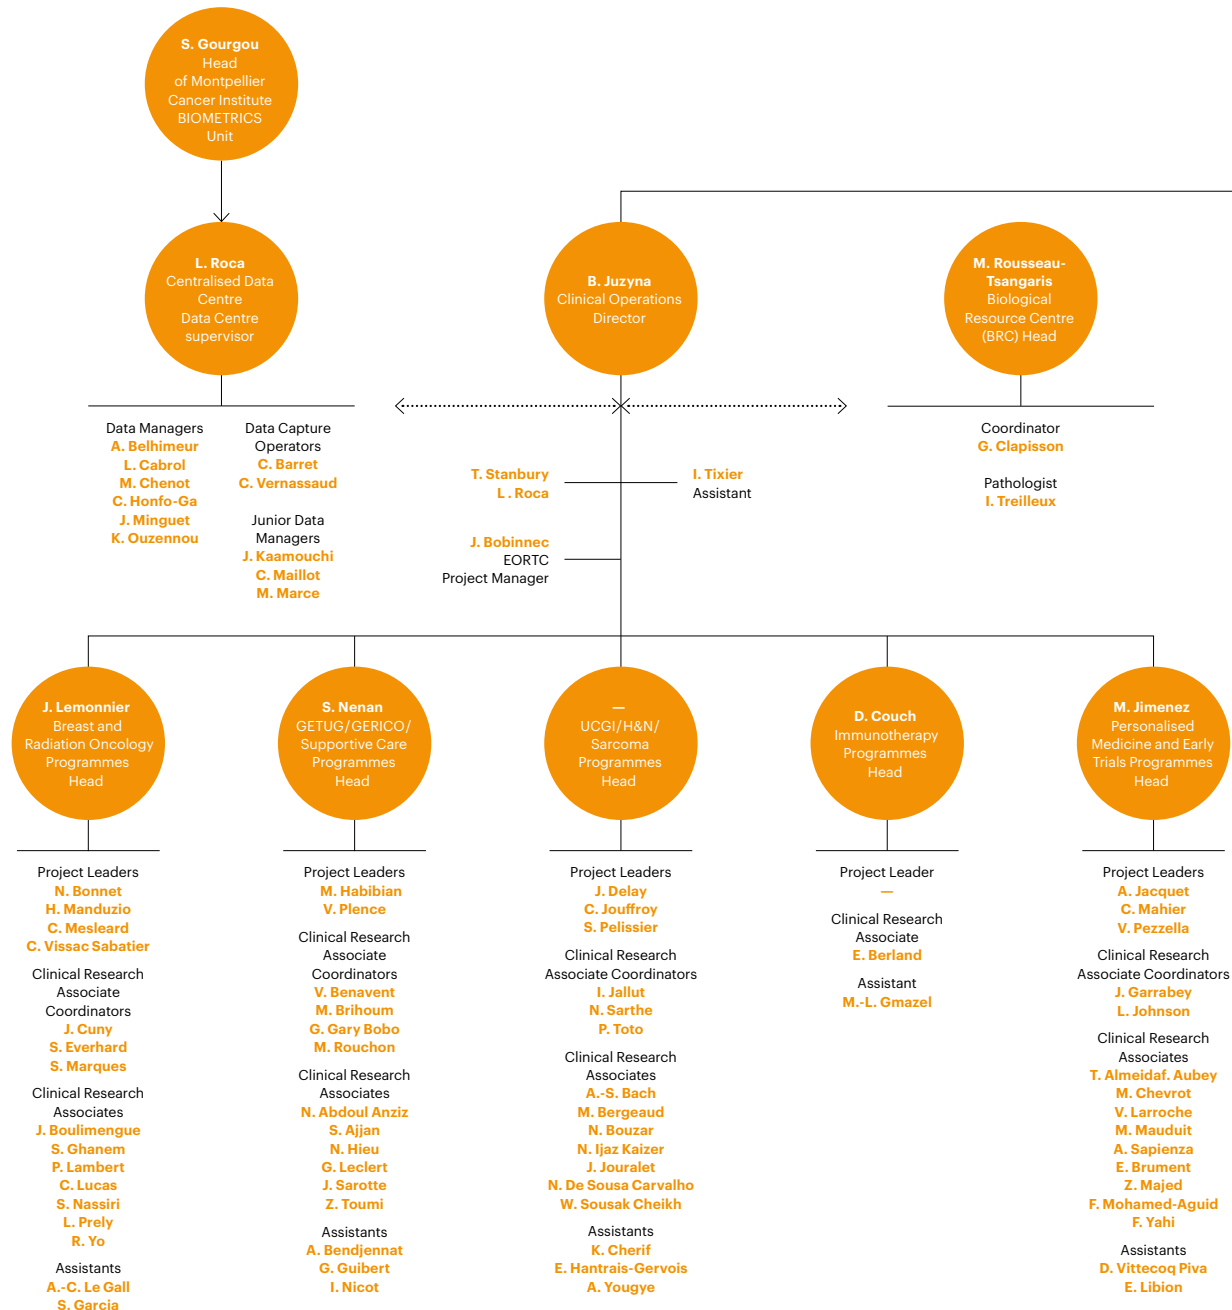 S. Gourgou
Head
of Montpellier
Cancer Institute
BIOMETRICS
Unit
L. Roca
Centralised Data
Centre
Data Centre
supervisor
B. Juzyna
Clinical Operations
Director
M. Rousseau-
Tsangaris
Biological
Resource Centre
(BRC) Head
Data Managers
A. Belhimeur
L. Cabrol
M. Chenot
C. Honfo-Ga
J. Minguet
K. Ouzennou
Data Capture
Operators
C. Barret
C. Vernassaud
Junior Data
Managers
J. Kaamouchi
C. Maillot
M. Marce
T. Stanbury
L . Roca
I. Tixier
Assistant
J. Bobinnec
EORTC
Project Manager
Coordinator
G. Clapisson
Pathologist
I. Treilleux
J. Lemonnier
Breast and
Radiation Oncology
Programmes
Head
S. Nenan
GETUG/GERICO/
Supportive Care
Programmes
Head
—
UCGI/H&N/
Sarcoma
Programmes
Head
D. Couch
Immunotherapy
Programmes
Head
M. Jimenez
Personalised
Medicine and Early
Trials Programmes
Head
Project Leaders
N. Bonnet
H. Manduzio
C. Mesleard
C. Vissac Sabatier
Clinical Research
Associate
Coordinators
J. Cuny
S. Everhard
S. Marques
Clinical Research
Associates
J. Boulimengue
S. Ghanem
P. Lambert
C. Lucas
S. Nassiri
L. Prely
R. Yo
Assistants
A.-C. Le Gall
S. Garcia
Project Leaders
M. Habibian
V. Plence
Clinical Research
Associate
Coordinators
V. Benavent
M. Brihoum
G. Gary Bobo
M. Rouchon
Clinical Research
Associates
N. Abdoul Anziz
S. Ajjan
N. Hieu
G. Leclert
J. Sarotte
Z. Toumi
Assistants
A. Bendjennat
G. Guibert
I. Nicot
Project Leaders
J. Delay
C. Jouffroy
S. Pelissier
Clinical Research
Associate Coordinators
I. Jallut
N. Sarthe
P. Toto
Clinical Research
Associates
A.-S. Bach
M. Bergeaud
N. Bouzar
N. Ijaz Kaizer
J. Jouralet
N. De Sousa Carvalho
W. Sousak Cheikh
Assistants
K. Cherif
E. Hantrais-Gervois
A. Yougye
Project Leader
—
Clinical Research
Associate
E. Berland
Assistant
M.-L. Gmazel
Project Leaders
A. Jacquet
C. Mahier
V. Pezzella
Clinical Research
Associate Coordinators
J. Garrabey
L. Johnson
Clinical Research
Associates
T. Almeidaf. Aubey
M. Chevrot
V. Larroche
M. Mauduit
A. Sapienza
E. Brument
Z. Majed
F. Mohamed-Aguid
F. Yahi
Assistants
D. Vittecoq Piva
E. Libion